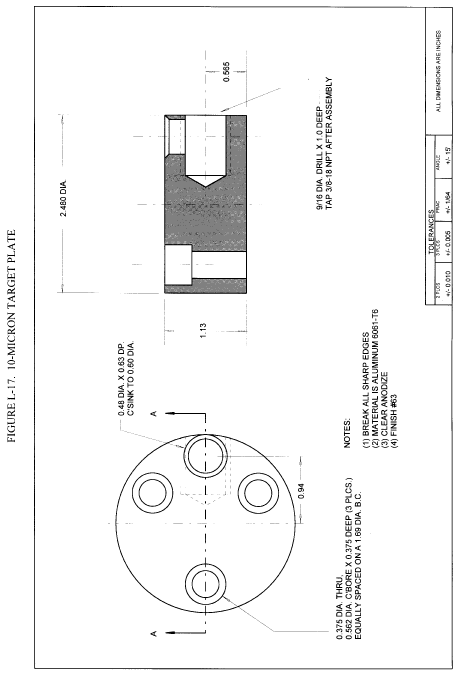 FIGURE L-17. 10-MICRON TARGET PLATE
2.480 DIA.
0.565
1.13
9/16 DIA. DRILL X 1.0 DEEP
TAP 3/8-18 NPT AFTER ASSEMBLY
0.48 DIA. X 0.63 DP.
C'SINK TO 0.60 DIA.
A
A
0.94
0.375 DIA. THRU,
0.562 DIA. C'BORE X 0.375 DEEP (3 PLCS.)
EQUALLY SPACED ON A 1.69 DIA. B.C.
NOTES:
(1) BREAK ALL SHARP EDGES
(2) MATERIAL IS ALUMINUM 6061-T6
(3) CLEAR ANODIZE
(4) FINISH #63
TOLERANCES
2 PLCS 3 PLCS FRAC ANGLE
+/- 0.010 +/- 0.005 +/- 1/64 +/- 15'
ALL DIMENSIONS ARE INCHES